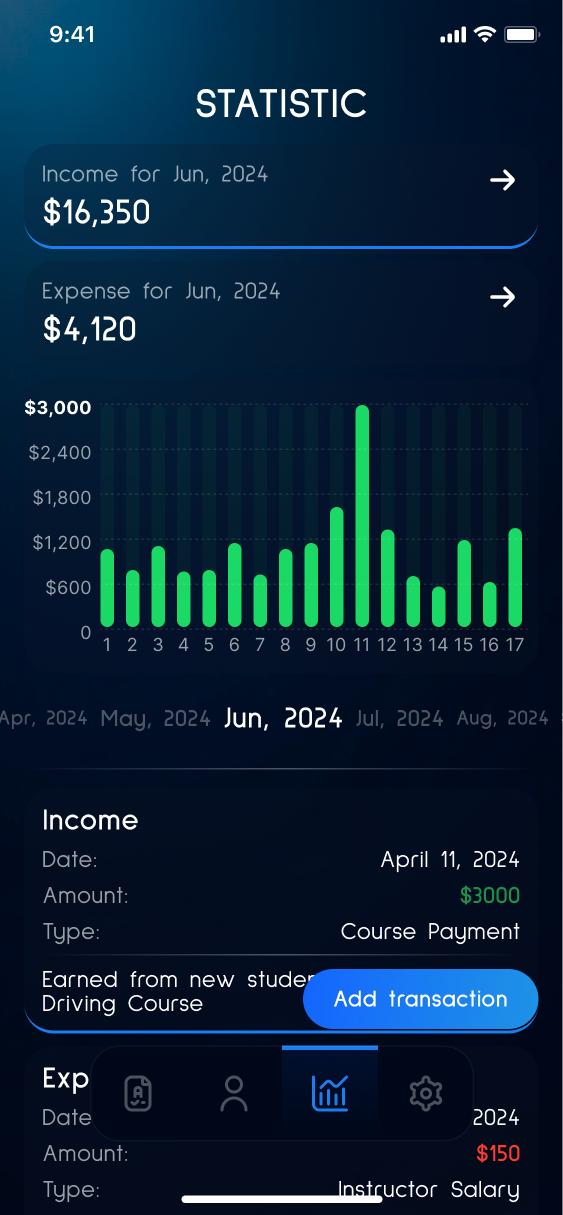 9:41
STATISTIC
Income for Jun, 2024
$16,350
Expense for Jun, 2024
$4,120
$3,000
$2,400
$1,800
$1,200
$600
0
1 2 3 4 5 6 7 8 9 10 11 12 13 14 15 16 17
Apr, 2024 May, 2024 Jun, 2024 Jul, 2024 Aug, 2024
Income
Date: April 11, 2024
Amount: $3000
Type: Course Payment
Earned from new
Driving Course
Add transaction
Exp
Date 2024
Amount: $150
Type: Instructor Salary